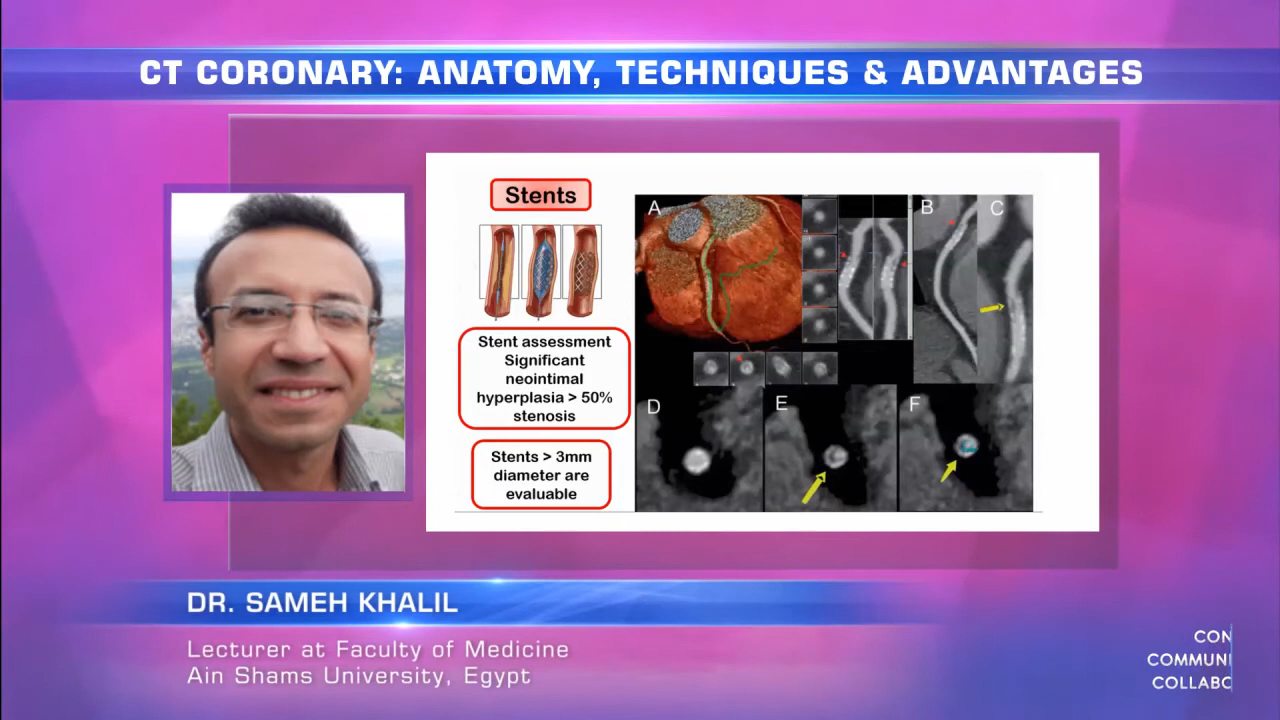 CT CORONARY: ANATOMY, TECHNIQUES & ADVANTAGES
Stents
Stent assessment
Significant
neointimal
hyperplasia > 50%
stenosis
Stents > 3mm
diameter are
evaluable
A
B
C
D
E
F
DR. SAMEH KHALIL
Lecturer at Faculty of Medicine
Ain Shams University, Egypt
CON
COMMUNI
COLLABO